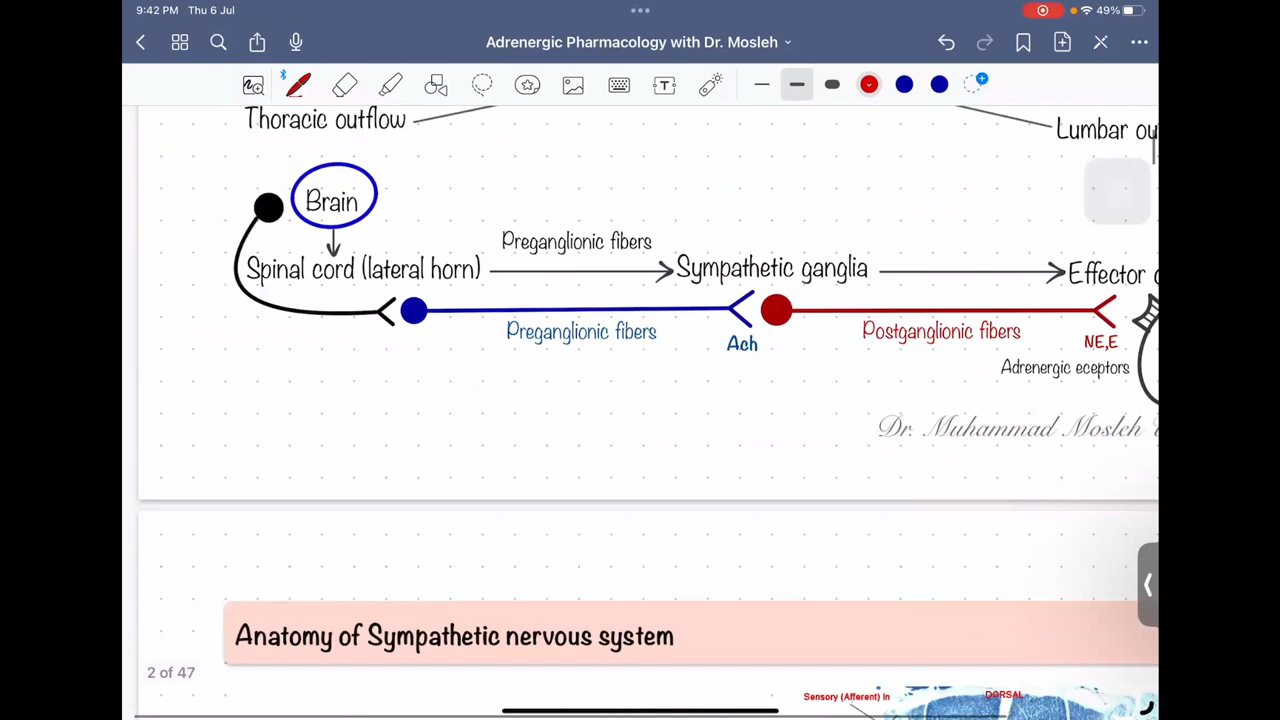 9:42 PM Thu 6 Jul
49%
Adrenergic Pharmacology with Dr. Mosleh
Thoracic outflow
Lumbar ou
Brain
Preganglionic fibers
Spinal cord (lateral horn)
Sympathetic ganglia
Effector
Preganglionic fibers
Ach
Postganglionic fibers
NE,E
Adrenergic eceptors
Dr. Muhammad Mosleh
Anatomy of Sympathetic nervous system
2 of 47
Sensory (Afferent) In
DORSAL